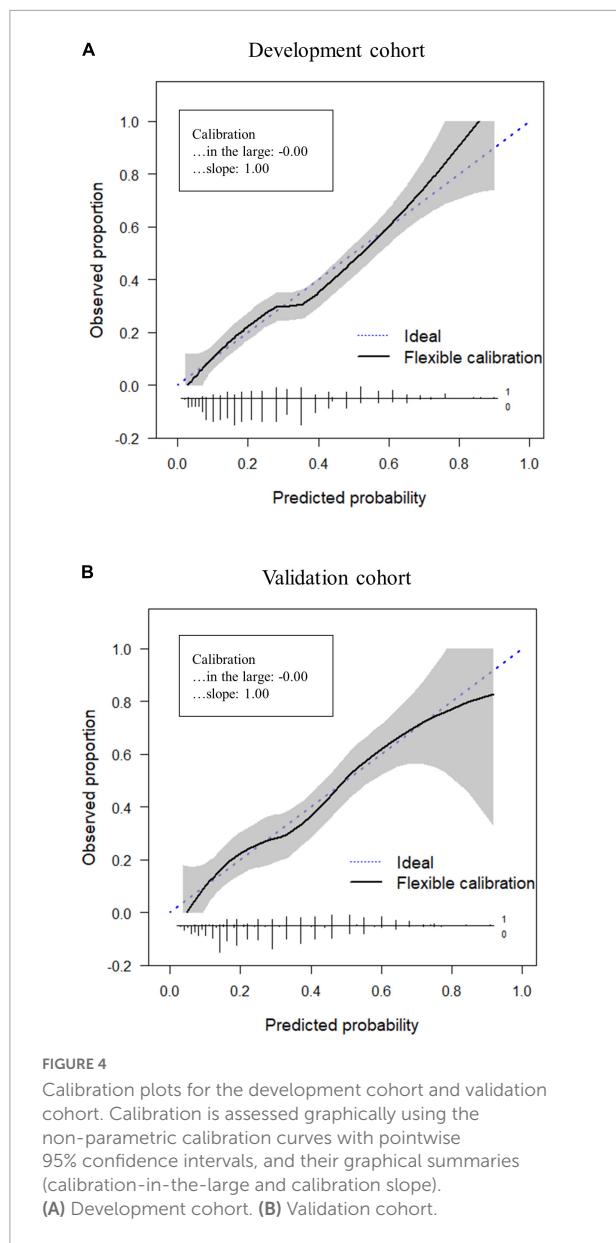 A
Development cohort
Calibration
...in the large: -0.00
...slope: 1.00
1.0
0.8
0.6
0.4
0.2
0.0
-0.2
Observed proportion
Ideal
Flexible calibration
1
0
0.0 0.2 0.4 0.6 0.8 1.0
Predicted probability
B
Validation cohort
Calibration
...in the large: -0.00
...slope: 1.00
1.0
0.8
0.6
0.4
0.2
0.0
-0.2
Observed proportion
Ideal
Flexible calibration
1
0
0.0 0.2 0.4 0.6 0.8 1.0
Predicted probability
FIGURE 4
Calibration plots for the development cohort and validation
cohort. Calibration is assessed graphically using the
non-parametric calibration curves with pointwise
95% confidence intervals, and their graphical summaries
(calibration-in-the-large and calibration slope).
(A) Development cohort. (B) Validation cohort.